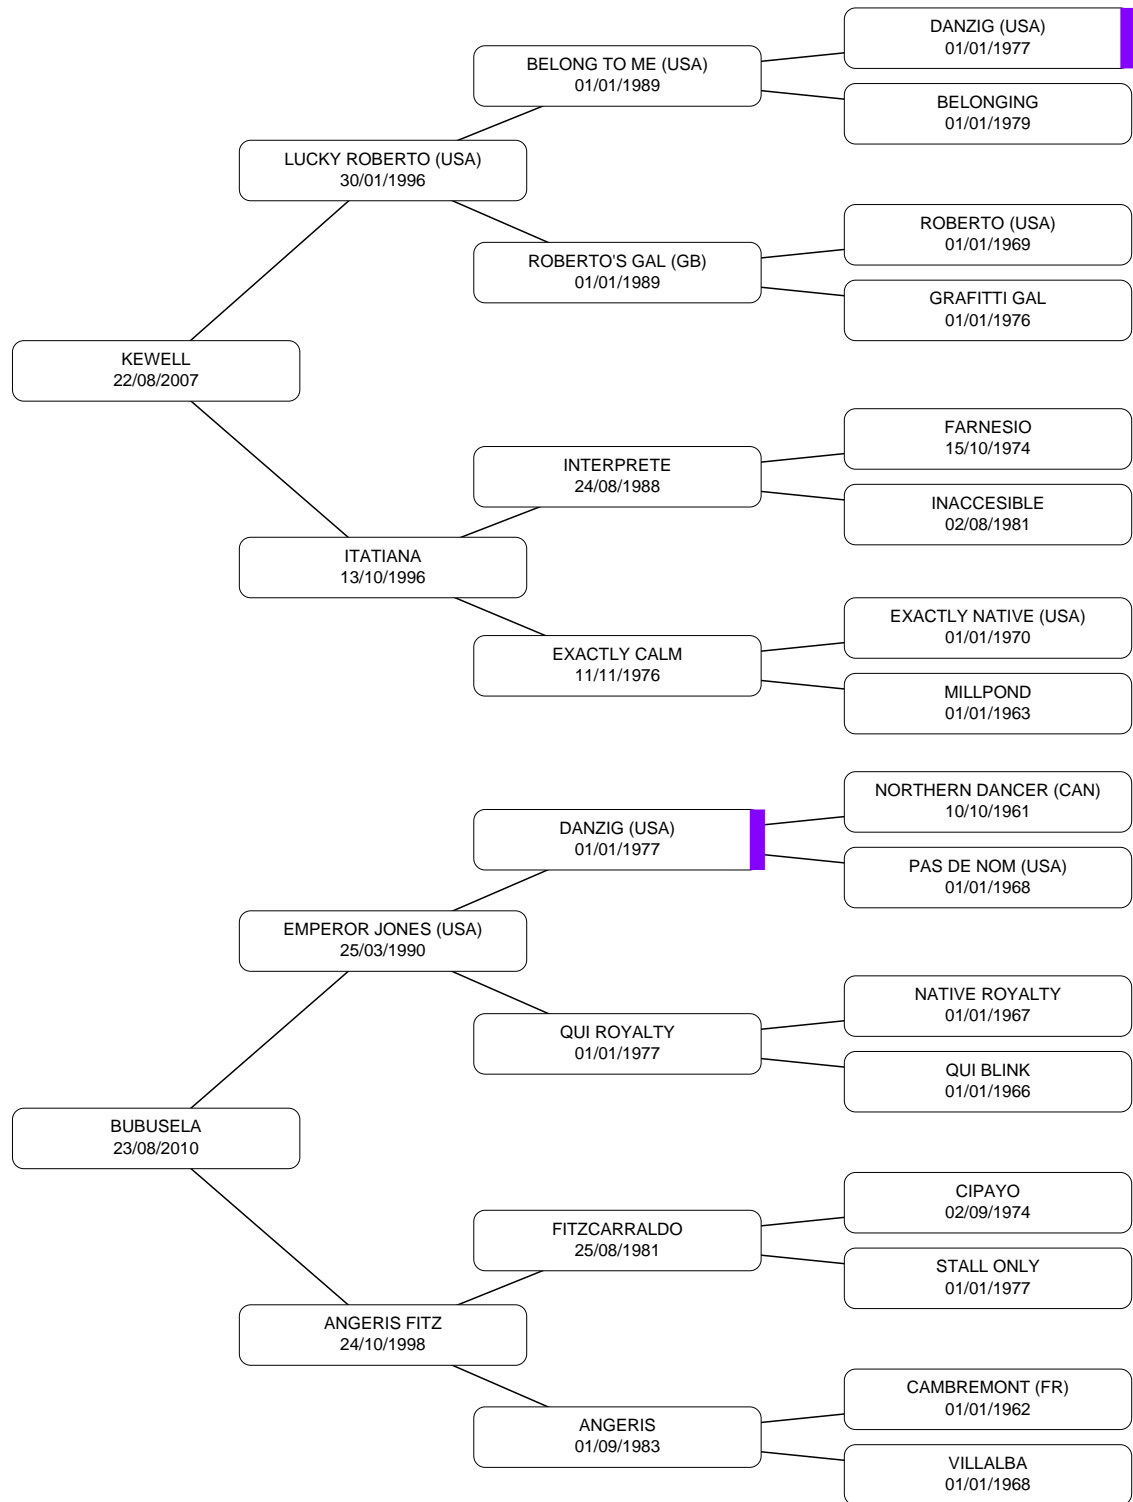 DANZIG (USA)
01/01/1977
BELONG TO ME (USA)
01/01/1989
BELONGING
01/01/1979
LUCKY ROBERTO (USA)
30/01/1996
ROBERTO (USA)
01/01/1969
ROBERTO'S GAL (GB)
01/01/1989
GRAFITTI GAL
01/01/1976
KEWELL
22/08/2007
FARNESIO
15/10/1974
INTERPRETE
24/08/1988
INACCESIBLE
02/08/1981
ITATIANA
13/10/1996
EXACTLY NATIVE (USA)
01/01/1970
EXACTLY CALM
11/11/1976
MILLPOND
01/01/1963
NORTHERN DANCER (CAN)
10/10/1961
DANZIG (USA)
01/01/1977
PAS DE NOM (USA)
01/01/1968
EMPEROR JONES (USA)
25/03/1990
NATIVE ROYALTY
01/01/1967
QUI ROYALTY
01/01/1977
QUI BLINK
01/01/1966
BUBUSELA
23/08/2010
CIPAYO
02/09/1974
FITZCARRALDO
25/08/1981
STALL ONLY
01/01/1977
ANGERIS FITZ
24/10/1998
CAMBREMONT (FR)
01/01/1962
ANGERIS
01/09/1983
VILLALBA
01/01/1968